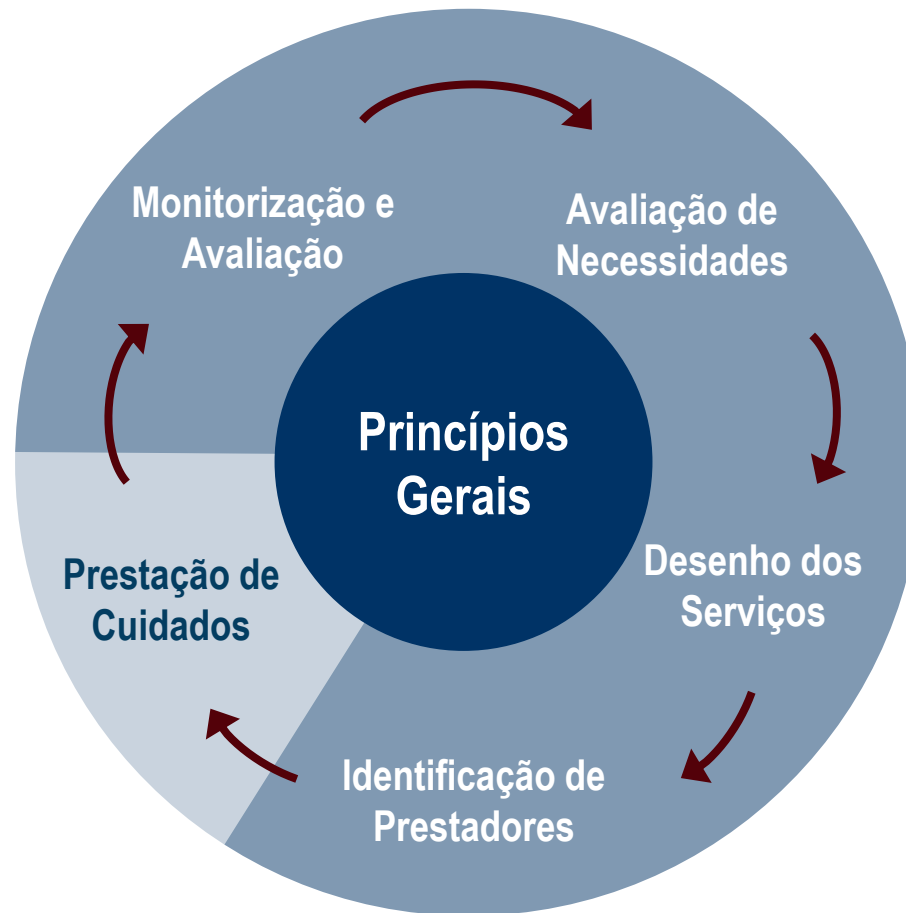 Monitorização e
Avaliação
Avaliação de
Necessidades
Princípios
Gerais
Prestação de
Cuidados
Desenho dos
Serviços
Identificação de
Prestadores